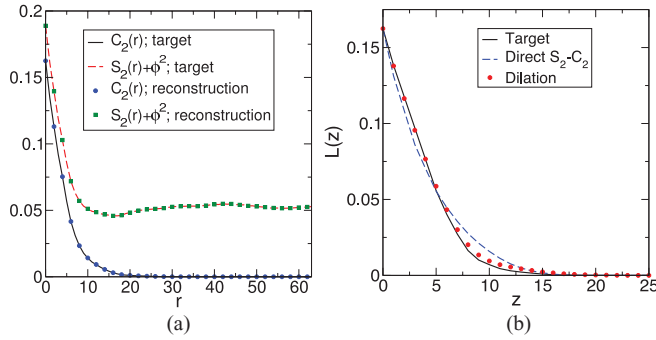 0.2
0.15
0.1
0.05
0
C₂(r); target
S₂(r)+ϕ²; target
C₂(r); reconstruction
S₂(r)+ϕ²; reconstruction
0 10 20 30 40 50 60
r
(a)
L(z)
0.15
0.1
0.05
0
Target
Direct S₂-C₂
Dilation
0 5 10 15 20 25
z
(b)